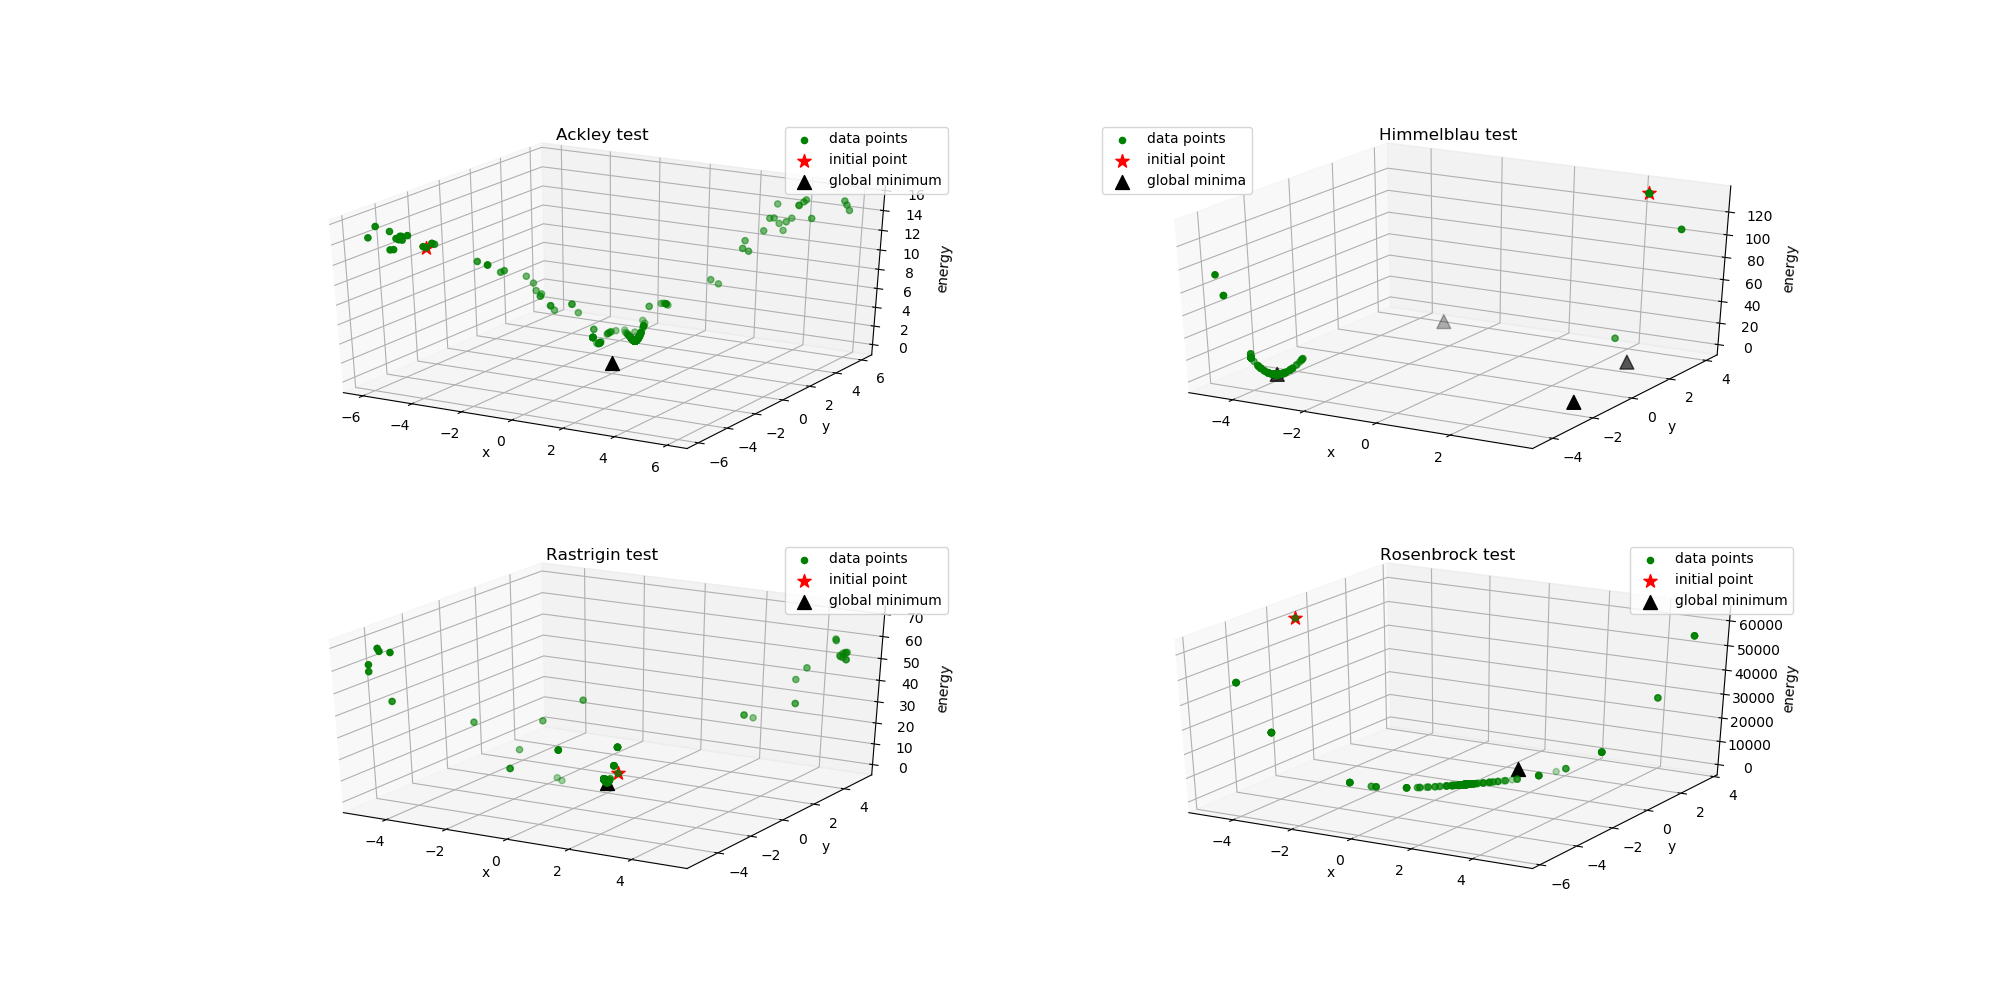 Ackley test
data points
initial point
global minimum
16
14
12
10
8
6
4
2
0
energy
−6
−4
−2
0
2
4
6
x
−6
−4
−2
0
2
4
6
y
Himmelblau test
data points
initial point
global minima
120
100
80
60
40
20
0
energy
−4
−2
0
2
x
−4
−2
0
2
4
y
Rastrigin test
data points
initial point
global minimum
70
60
50
40
30
20
10
0
energy
−4
−2
0
2
4
x
−4
−2
0
2
4
y
Rosenbrock test
data points
initial point
global minimum
60000
50000
40000
30000
20000
10000
0
energy
−4
−2
0
2
4
x
−6
−4
−2
0
2
4
y